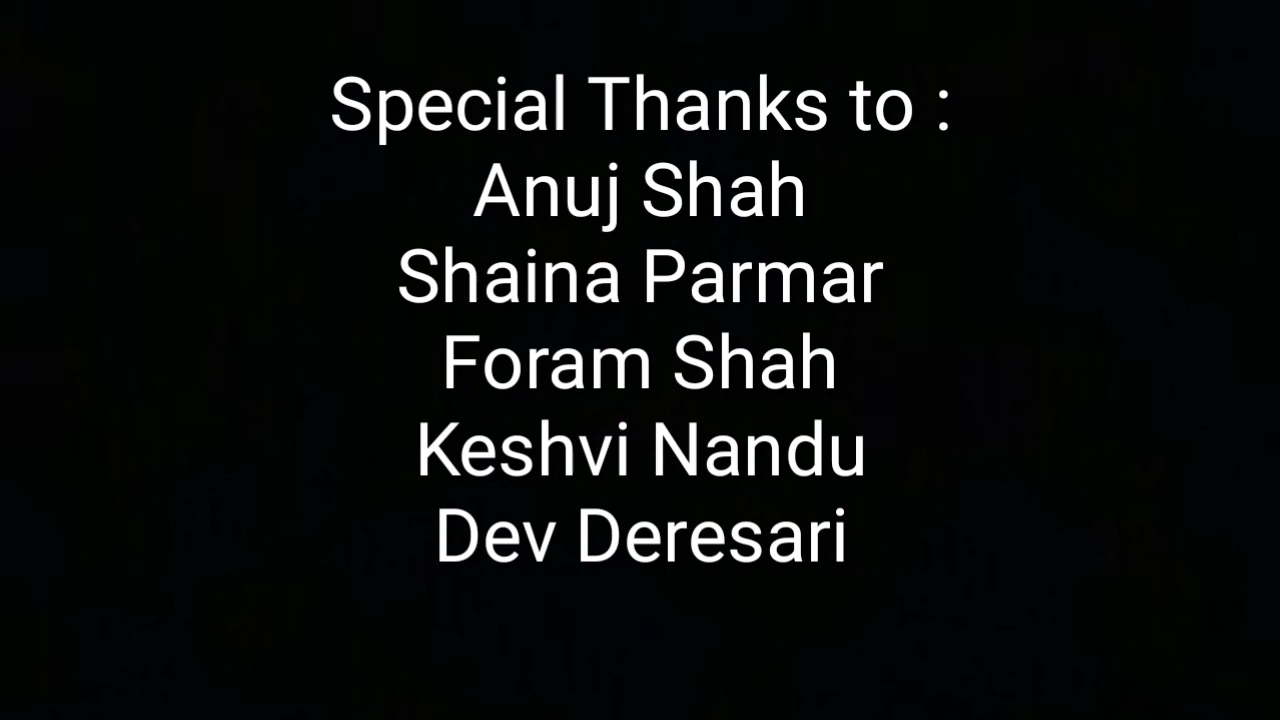 Special Thanks to :
Anuj Shah
Shaina Parmar
Foram Shah
Keshvi Nandu
Dev Deresari